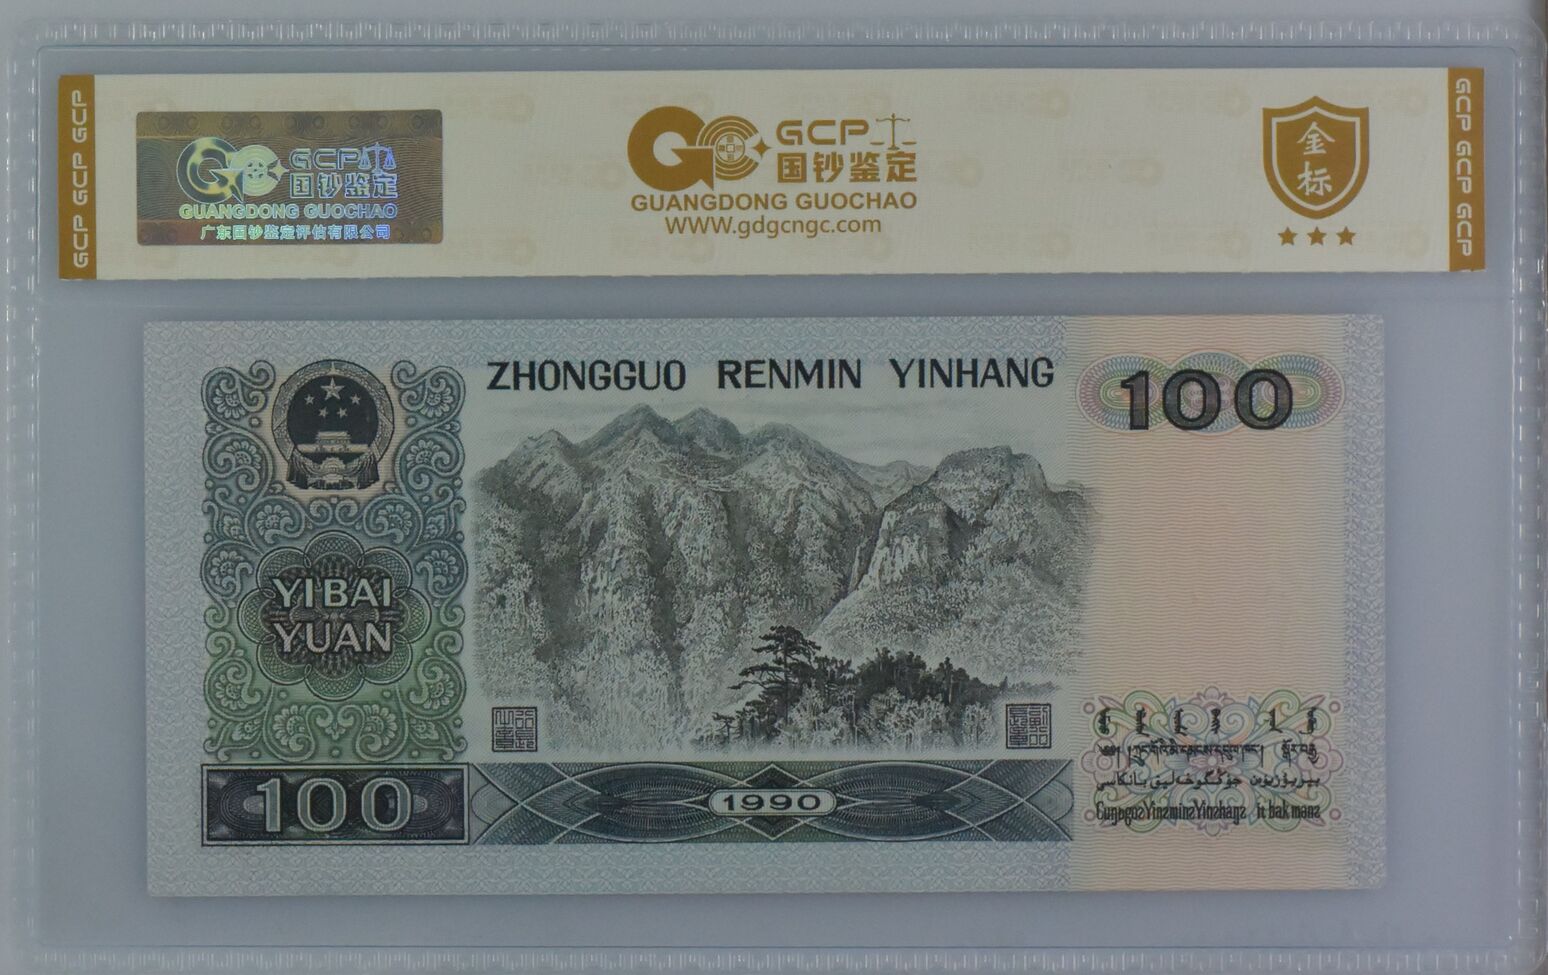 GCP GCP GCP
GCP
国钞鉴定
GUANGDONG GUOCHAO
广东国钞鉴定评估有限公司
GCP
国钞鉴定
GUANGDONG GUOCHAO
WWW.gdgcngc.com
金标
GCP GCP GCP
ZHONGGUO RENMIN YINHANG
100
YIBAI
YUAN
100
1990